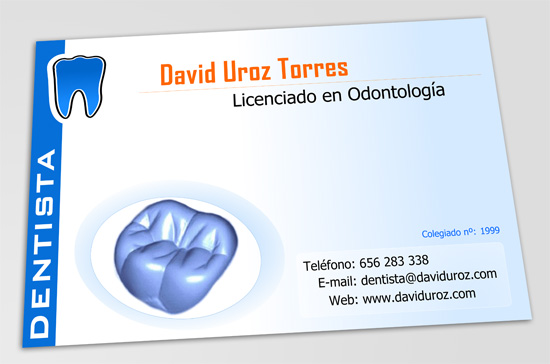 David Uroz Torres
Licenciado en Odontología
DENTISTA
Colegiado nº: 1999
Teléfono: 656 283 338
E-mail: dentista@daviduroz.com
Web: www.daviduroz.com